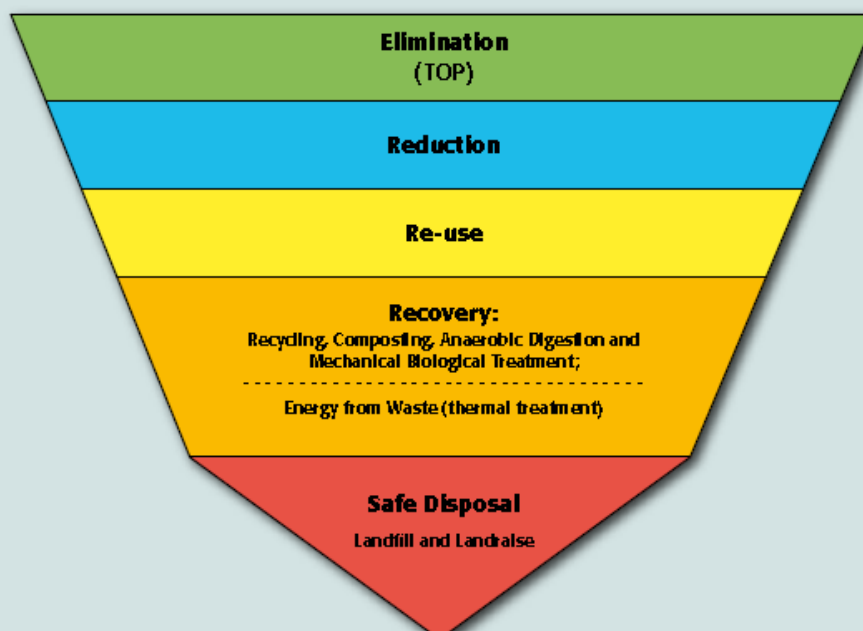 Elimination
(TOP)
Reduction
Re-use
Recovery:
Recycling, Composting, Anaerobic Digestion and
Mechanical Biological Treatment;
Energy from Waste (thermal treatment)
Safe Disposal
Landfill and Landraise